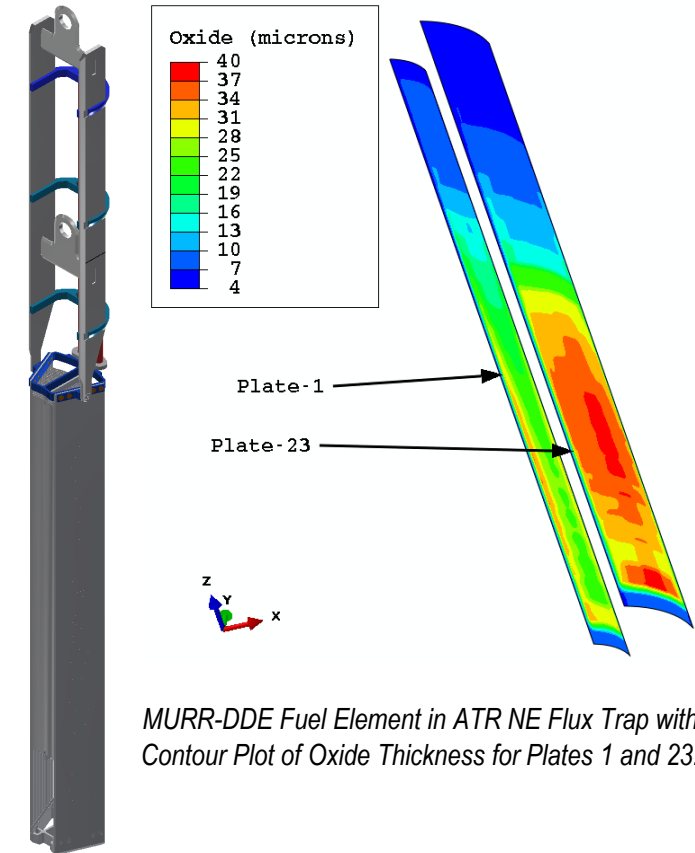 Oxide (microns)
40
37
34
31
28
25
22
19
16
13
10
7
4
Plate-1
Plate-23
Z
Y
X
MURR-DDE Fuel Element in ATR NE Flux Trap with
Contour Plot of Oxide Thickness for Plates 1 and 23.